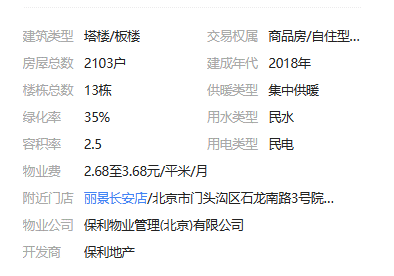 建筑类型 塔楼/板楼 交易权属 商品房/自住型...
房屋总数 2103户 建成年代 2018年
楼栋总数 13栋 供暖类型 集中供暖
绿化率 35% 用水类型 民水
容积率 2.5 用电类型 民电
物业费 2.68至3.68元/平米/月
附近门店 丽景长安店/北京市门头沟区石龙南路3号院...
物业公司 保利物业管理(北京)有限公司
开发商 保利地产